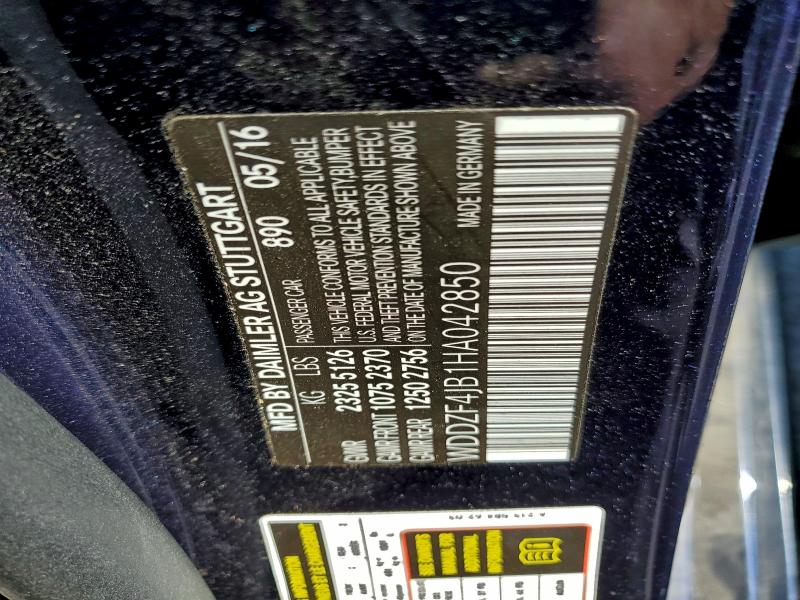 MFD BY DAIMLER AG STUTTGART
890 05/16
KG LBS PASSENGER CAR
GVWR 2325 5126 THIS VEHICLE CONFORMS TO ALL APPLICABLE
GAWR FRONT 1075 2370 U.S. FEDERAL MOTOR VEHICLE SAFETY, BUMPER
GAWR REAR 1250 2756 AND THEFT PREVENTION STANDARDS IN EFFECT
ON THE DATE OF MANUFACTURE SHOWN ABOVE
WDDZF4JB1HA042850 MADE IN GERMANY